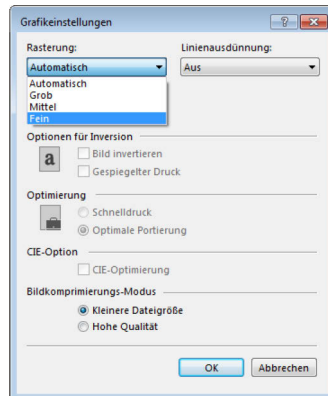 Grafikeinstellungen
Rasterung: Linienausdünnung:
Automatisch Aus
Automatisch
Grob
Mittel
Fein
Optionen für Inversion
a Bild invertieren
Gespiegelter Druck
Optimierung
Schnelldruck
Optimale Portierung
CIE-Option
CIE-Optimierung
Bildkomprimierungs-Modus
Kleinere Dateigröße
Hohe Qualität
OK Abbrechen